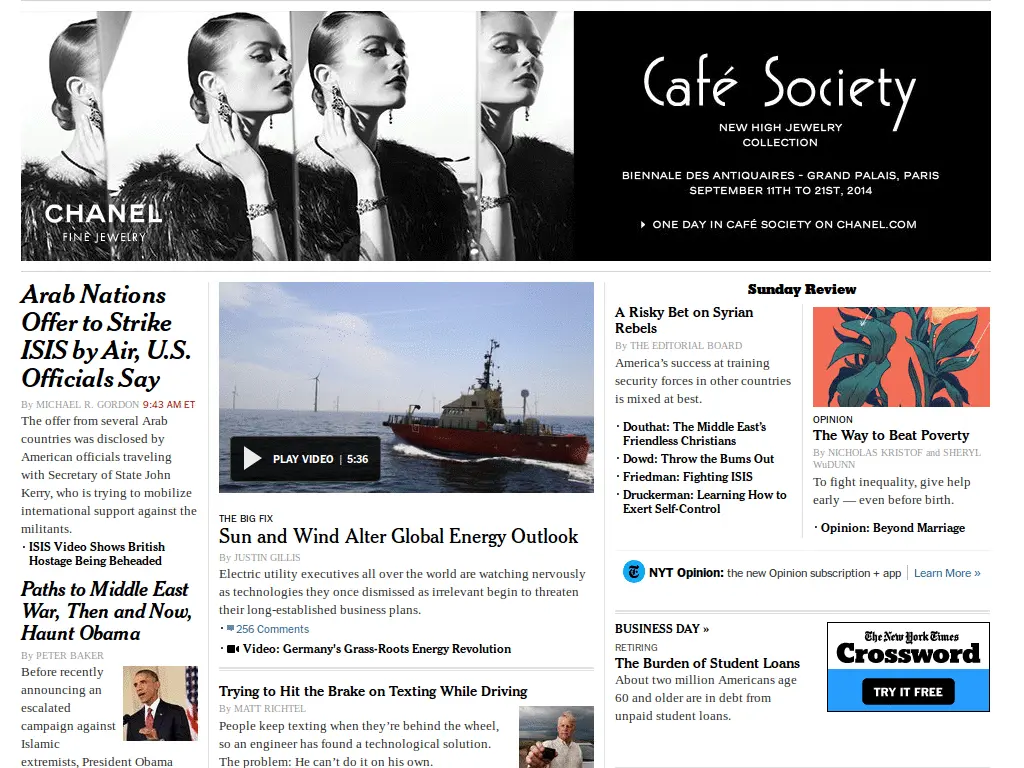 CHANEL
FINE JEWELRY
Café Society
NEW HIGH JEWELRY
COLLECTION
BIENNALE DES ANTIQUAIRES - GRAND PALAIS, PARIS
SEPTEMBER 11TH TO 21ST, 2014
ONE DAY IN CAFÉ SOCIETY ON CHANEL.COM
Arab Nations
Offer to Strike
ISIS by Air, U.S.
Officials Say
By MICHAEL R. GORDON 9:43 AM ET
The offer from several Arab
countries was disclosed by
American officials traveling
with Secretary of State John
Kerry, who is trying to mobilize
international support against the
militants.
· ISIS Video Shows British
Hostage Being Beheaded
Paths to Middle East
War, Then and Now,
Haunt Obama
By PETER BAKER
Before recently
announcing an
escalated
campaign against
Islamic
extremists, President Obama
PLAY VIDEO | 5:36
THE BIG FIX
Sun and Wind Alter Global Energy Outlook
By JUSTIN GILLIS
Electric utility executives all over the world are watching nervously
as technologies they once dismissed as irrelevant begin to threaten
their long-established business plans.
· 256 Comments
· Video: Germany's Grass-Roots Energy Revolution
Trying to Hit the Brake on Texting While Driving
By MATT RICHTEL
People keep texting when they're behind the wheel,
so an engineer has found a technological solution.
The problem: He can't do it on his own.
Sunday Review
A Risky Bet on Syrian
Rebels
By THE EDITORIAL BOARD
America's success at training
security forces in other countries
is mixed at best.
· Douthat: The Middle East's
Friendless Christians
· Dowd: Throw the Bums Out
· Friedman: Fighting ISIS
· Druckerman: Learning How to
Exert Self-Control
OPINION
The Way to Beat Poverty
By NICHOLAS KRISTOF and SHERYL
WuDUNN
To fight inequality, give help
early — even before birth.
· Opinion: Beyond Marriage
T NYT Opinion: the new Opinion subscription + app | Learn More »
BUSINESS DAY »
RETIRING
The Burden of Student Loans
About two million Americans age
60 and older are in debt from
unpaid student loans.
The New York Times
Crossword
TRY IT FREE